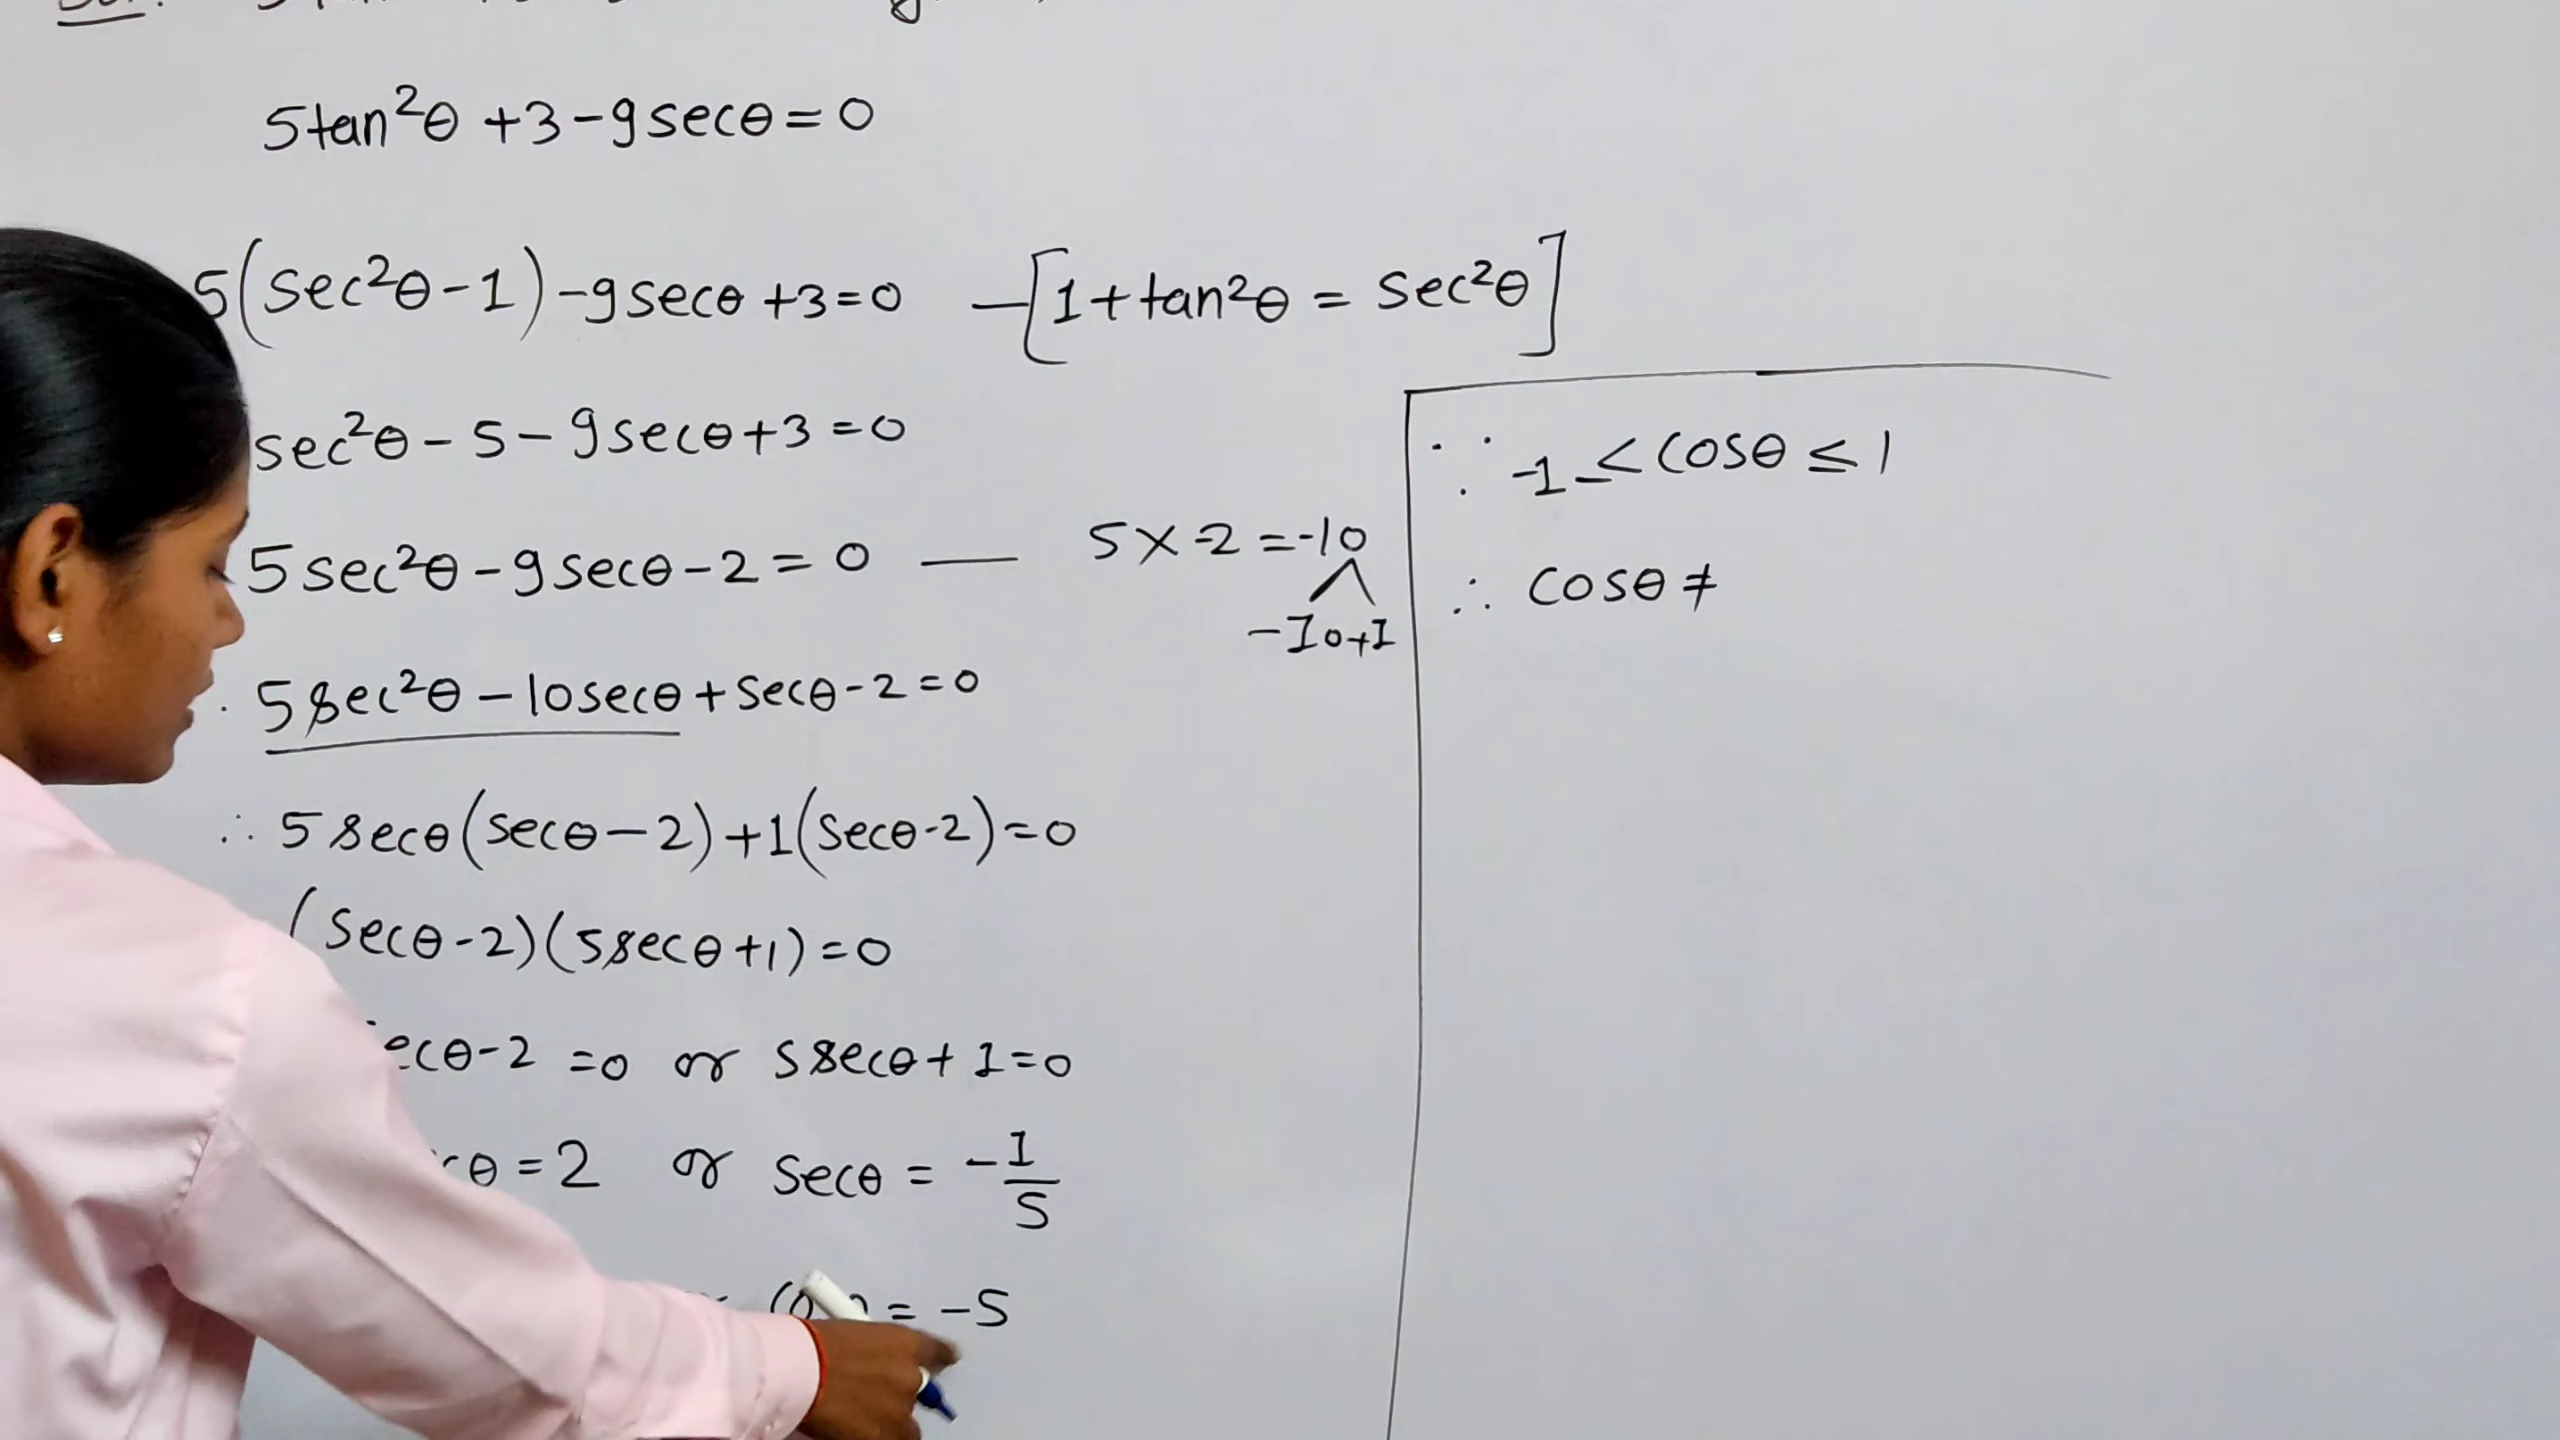 5tan²θ + 3 - 9secθ = 0
5(sec²θ - 1) - 9secθ + 3 = 0 — [1 + tan²θ = sec²θ]
sec²θ - 5 - 9secθ + 3 = 0
5sec²θ - 9secθ - 2 = 0 — 5 × -2 = -10
-10 +1
5sec²θ - 10secθ + secθ - 2 = 0
∴ 5secθ(secθ - 2) + 1(secθ - 2) = 0
(secθ - 2)(5secθ + 1) = 0
ecθ - 2 = 0 or 5secθ + 1 = 0
cθ = 2 or secθ = -1/5
= -5
∵ -1 ≤ cosθ ≤ 1
∴ cosθ ≠